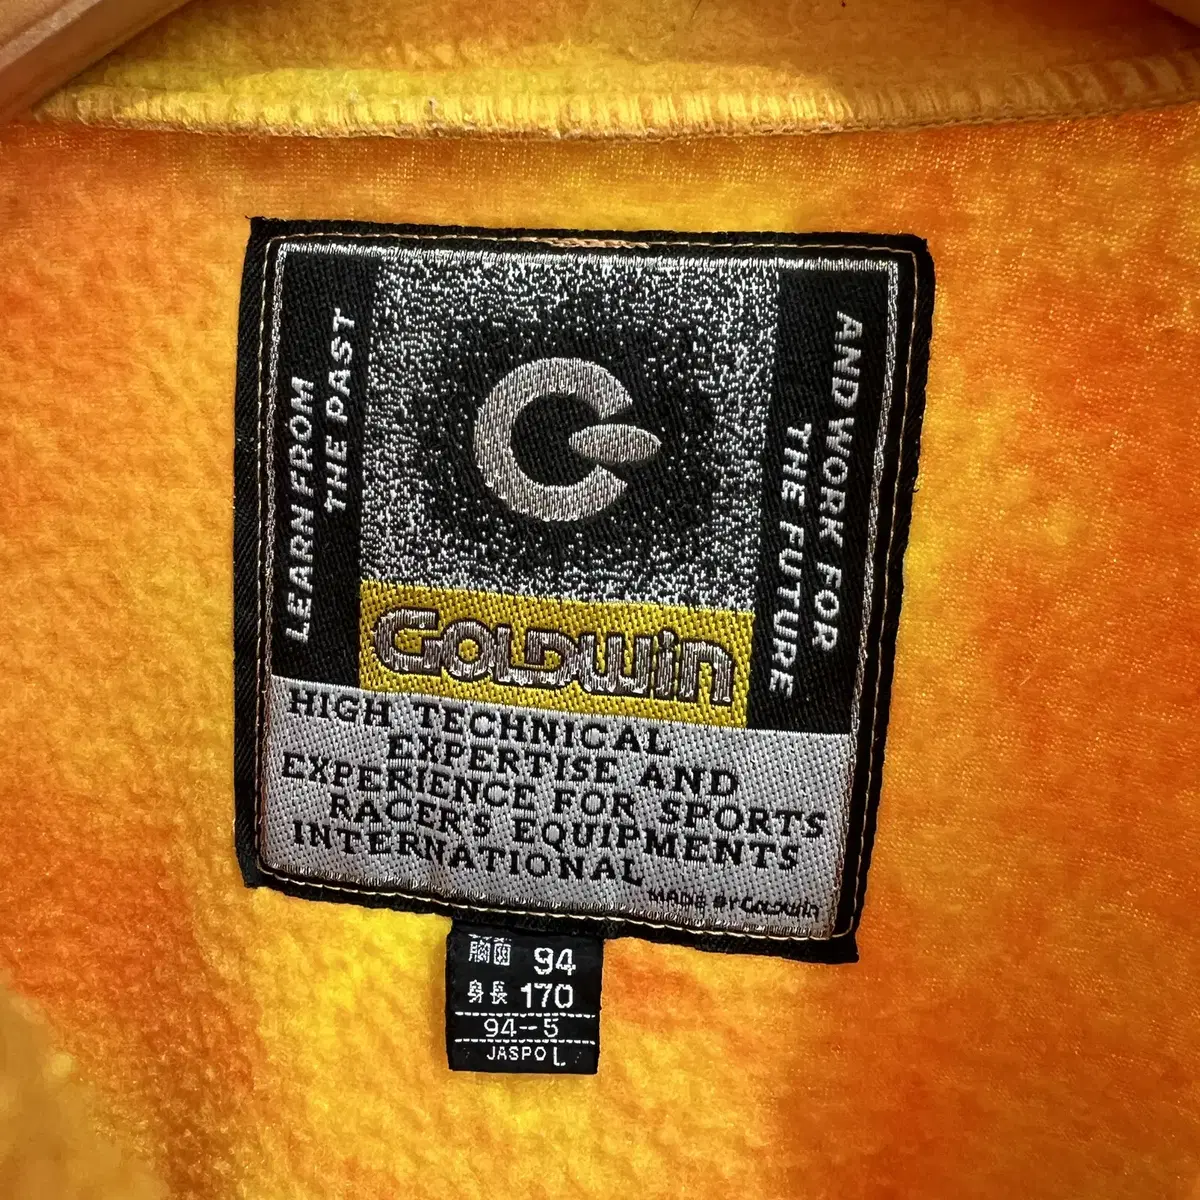 LEARN FROM
THE PAST
AND WORK FOR
THE FUTURE
GOLDWIN
HIGH TECHNICAL
EXPERTISE AND
EXPERIENCE FOR SPORTS
RACER'S EQUIPMENTS
INTERNATIONAL
MADE BY GOLDWIN
胸囲 94
身長 170
94-5
JASPO L